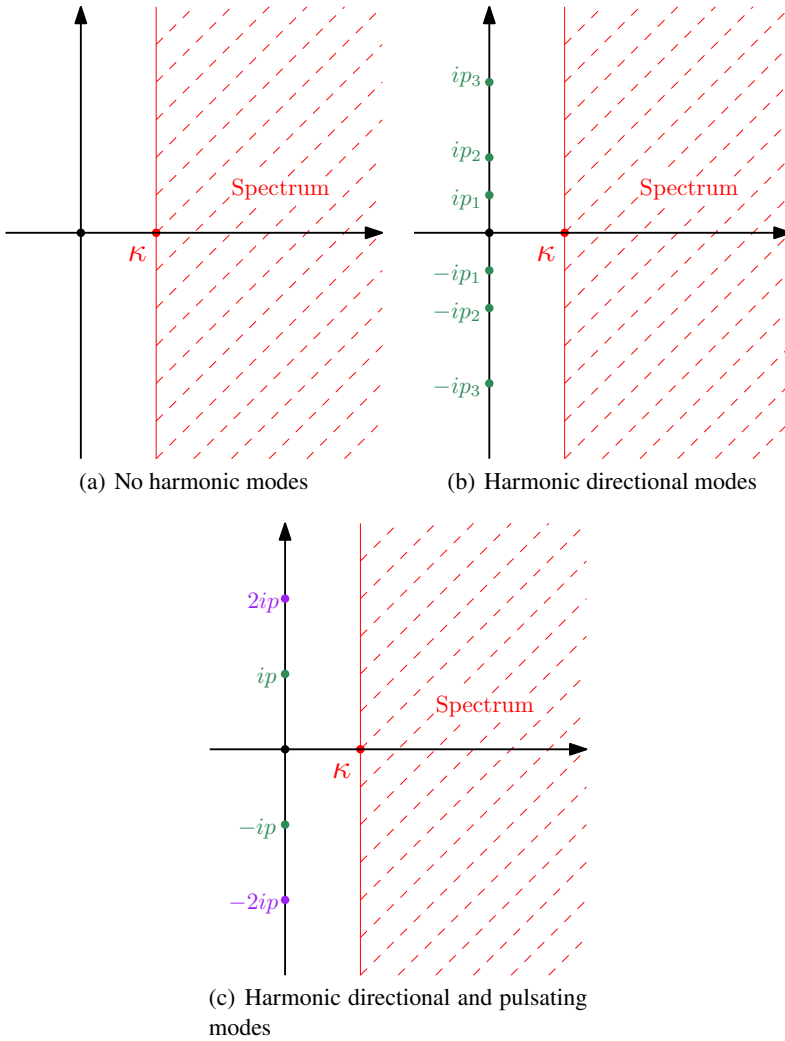 Spectrum
κ
(a) No harmonic modes
ip₃
ip₂
ip₁
Spectrum
κ
−ip₁
−ip₂
−ip₃
(b) Harmonic directional modes
2ip
ip
Spectrum
κ
−ip
−2ip
(c) Harmonic directional and pulsating
modes